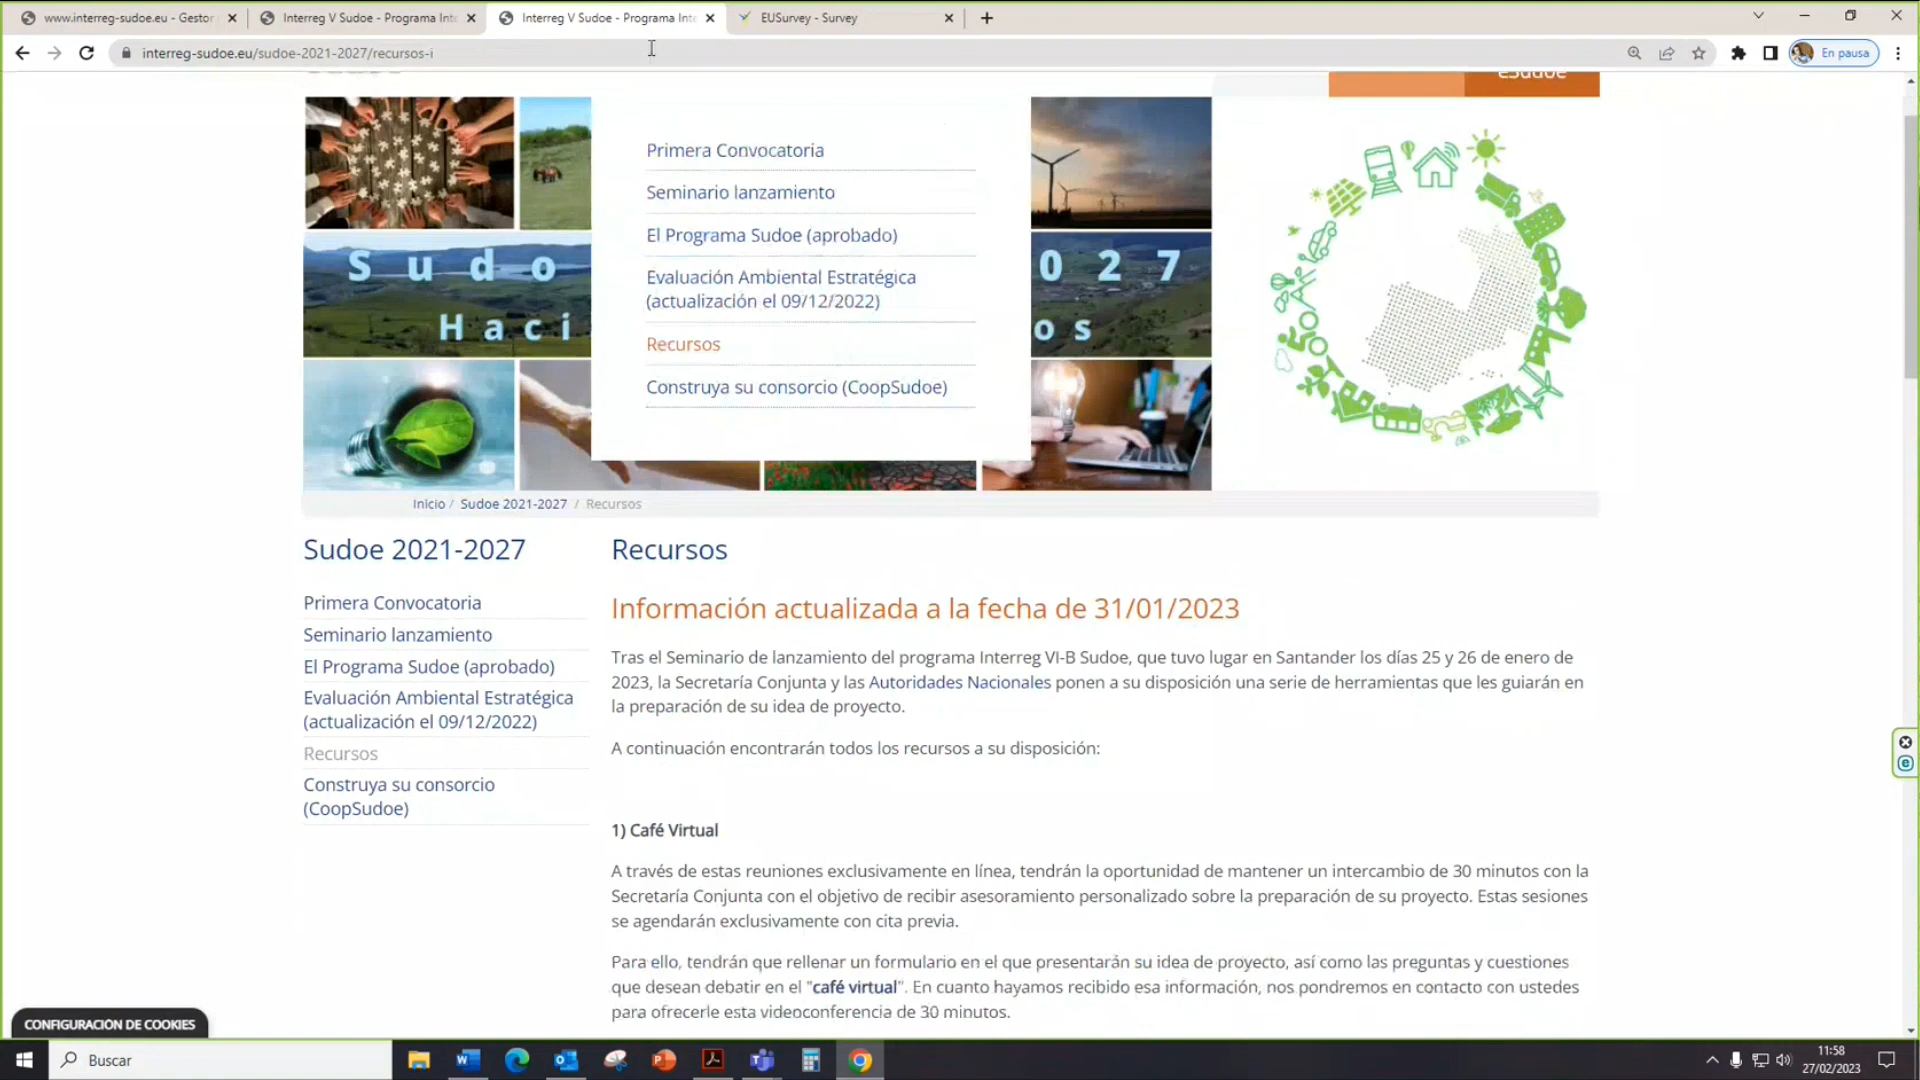 www.interreg-sudoe.eu - Gestor
Interreg V Sudoe - Programa Inte
Interreg V Sudoe - Programa Inte
EUSurvey - Survey
interreg-sudoe.eu/sudoe-2021-2027/recursos-i
En pausa
eSudoe
Primera Convocatoria
Seminario lanzamiento
El Programa Sudoe (aprobado)
Evaluación Ambiental Estratégica
(actualización el 09/12/2022)
Recursos
Construya su consorcio (CoopSudoe)
Sudo
027
Haci
os
Inicio / Sudoe 2021-2027 / Recursos
Sudoe 2021-2027
Primera Convocatoria
Seminario lanzamiento
El Programa Sudoe (aprobado)
Evaluación Ambiental Estratégica
(actualización el 09/12/2022)
Recursos
Construya su consorcio
(CoopSudoe)
Recursos
Información actualizada a la fecha de 31/01/2023
Tras el Seminario de lanzamiento del programa Interreg VI-B Sudoe, que tuvo lugar en Santander los días 25 y 26 de enero de
2023, la Secretaría Conjunta y las Autoridades Nacionales ponen a su disposición una serie de herramientas que les guiarán en
la preparación de su idea de proyecto.
A continuación encontrarán todos los recursos a su disposición:
1) Café Virtual
A través de estas reuniones exclusivamente en línea, tendrán la oportunidad de mantener un intercambio de 30 minutos con la
Secretaría Conjunta con el objetivo de recibir asesoramiento personalizado sobre la preparación de su proyecto. Estas sesiones
se agendarán exclusivamente con cita previa.
Para ello, tendrán que rellenar un formulario en el que presentarán su idea de proyecto, así como las preguntas y cuestiones
que desean debatir en el "café virtual". En cuanto hayamos recibido esa información, nos pondremos en contacto con ustedes
para ofrecerle esta videoconferencia de 30 minutos.
CONFIGURACIÓN DE COOKIES
Buscar
11:58
27/02/2023